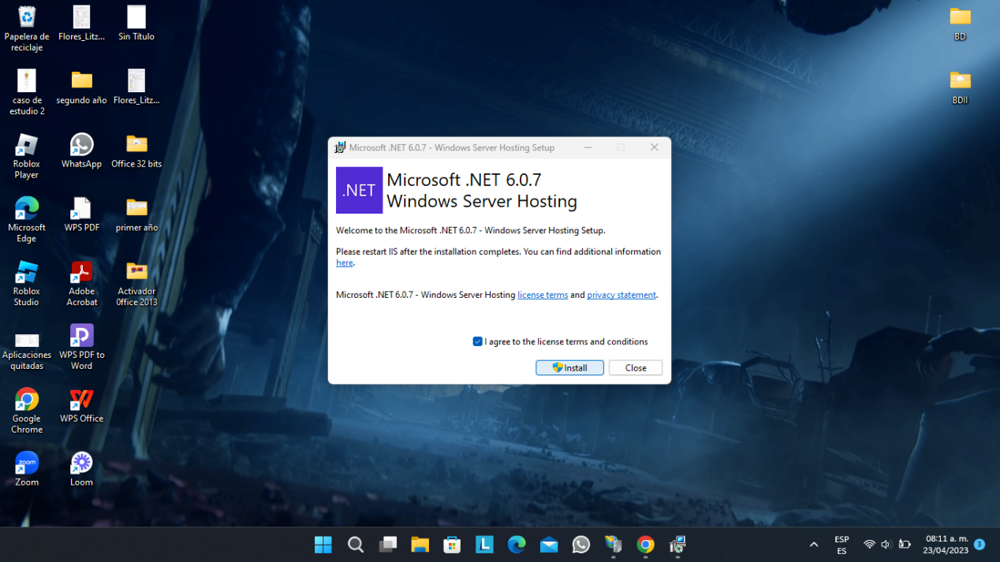 Papelera de
reciclaje
Flores_Litz...
Sin Título
caso de
estudio 2
segundo año
Flores_Litz...
Roblox
Player
WhatsApp
Office 32 bits
Microsoft
Edge
WPS PDF
primer año
Roblox
Studio
Adobe
Acrobat
Activador
0ffice 2013
Aplicaciones
quitadas
WPS PDF to
Word
Google
Chrome
WPS Office
zoom
Zoom
Loom
BD
BDII
Microsoft .NET 6.0.7 - Windows Server Hosting Setup
.NET
Microsoft .NET 6.0.7
Windows Server Hosting
Welcome to the Microsoft .NET 6.0.7 - Windows Server Hosting Setup.
Please restart IIS after the installation completes. You can find additional information
here.
Microsoft .NET 6.0.7 - Windows Server Hosting license terms and privacy statement.
I agree to the license terms and conditions
Install
Close
L
ESP
ES
08:11 a. m.
23/04/2023
3